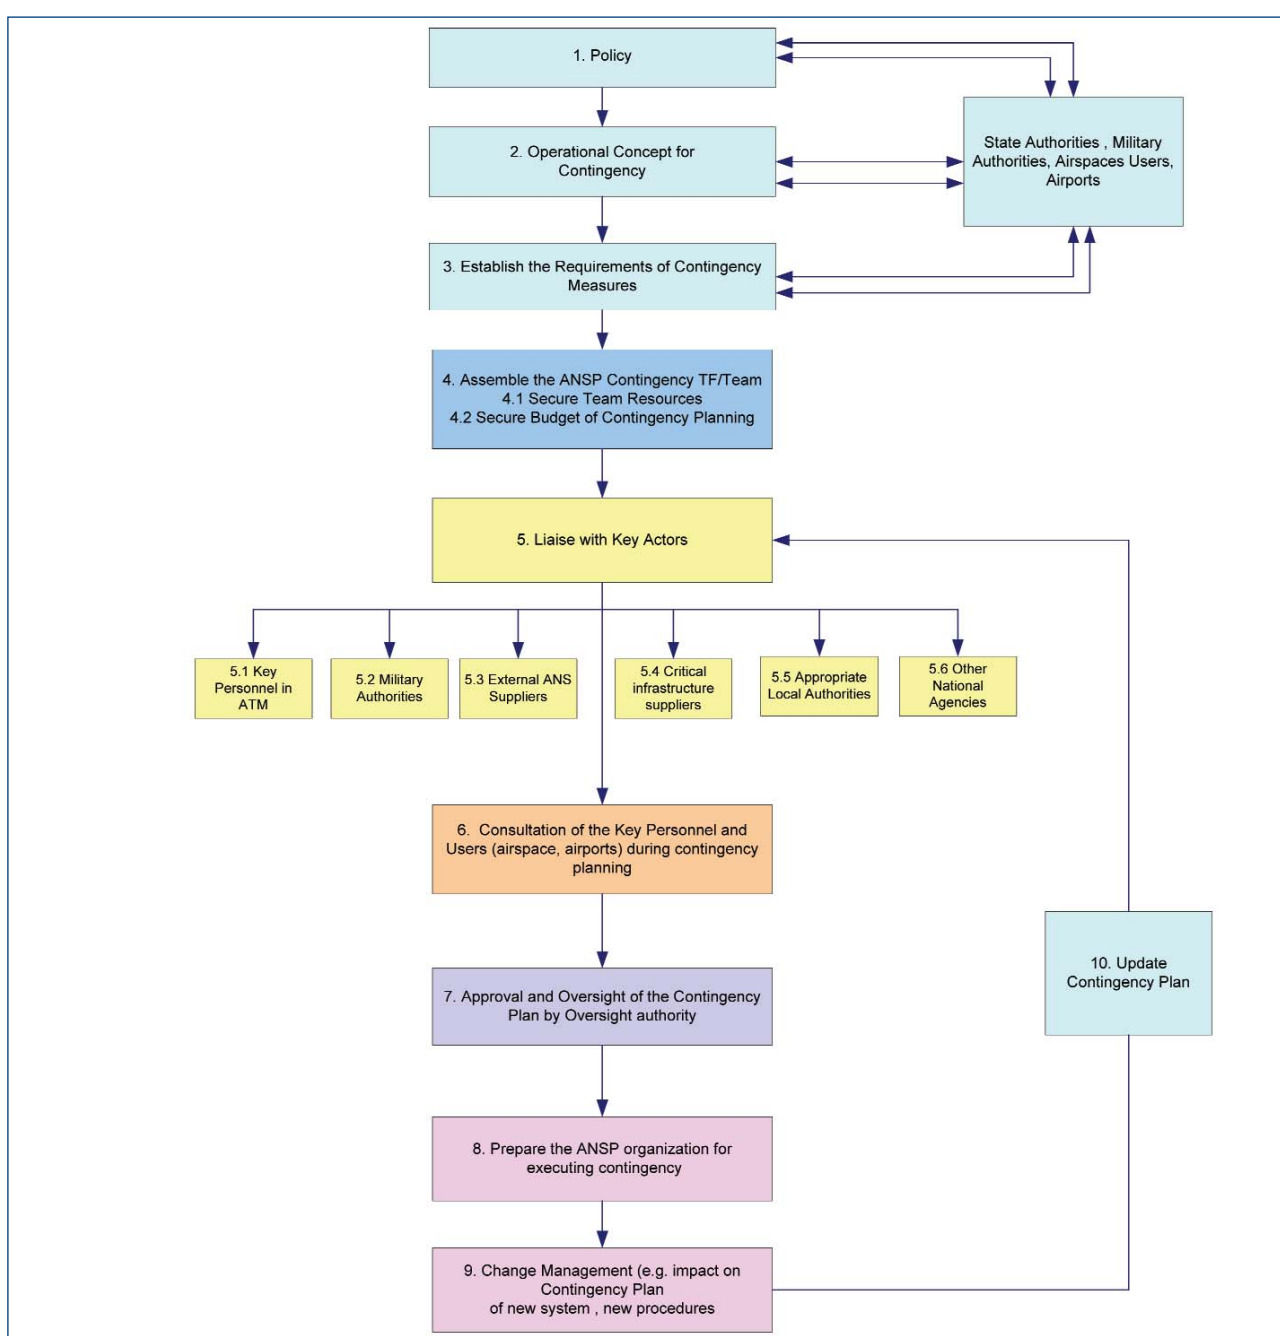 1. Policy
State Authorities , Military
Authorities, Airspaces Users,
Airports
2. Operational Concept for
Contingency
3. Establish the Requirements of Contingency
Measures
4. Assemble the ANSP Contingency TF/Team
4.1 Secure Team Resources
4.2 Secure Budget of Contingency Planning
5. Liaise with Key Actors
5.1 Key
Personnel in
ATM
5.2 Military
Authorities
5.3 External ANS
Suppliers
5.4 Critical
infrastructure
suppliers
5.5 Appropriate
Local Authorities
5.6 Other
National
Agencies
6. Consultation of the Key Personnel and
Users (airspace, airports) during contingency
planning
7. Approval and Oversight of the Contingency
Plan by Oversight authority
8. Prepare the ANSP organization for
executing contingency
9. Change Management (e.g. impact on
Contingency Plan
of new system , new procedures
10. Update
Contingency Plan